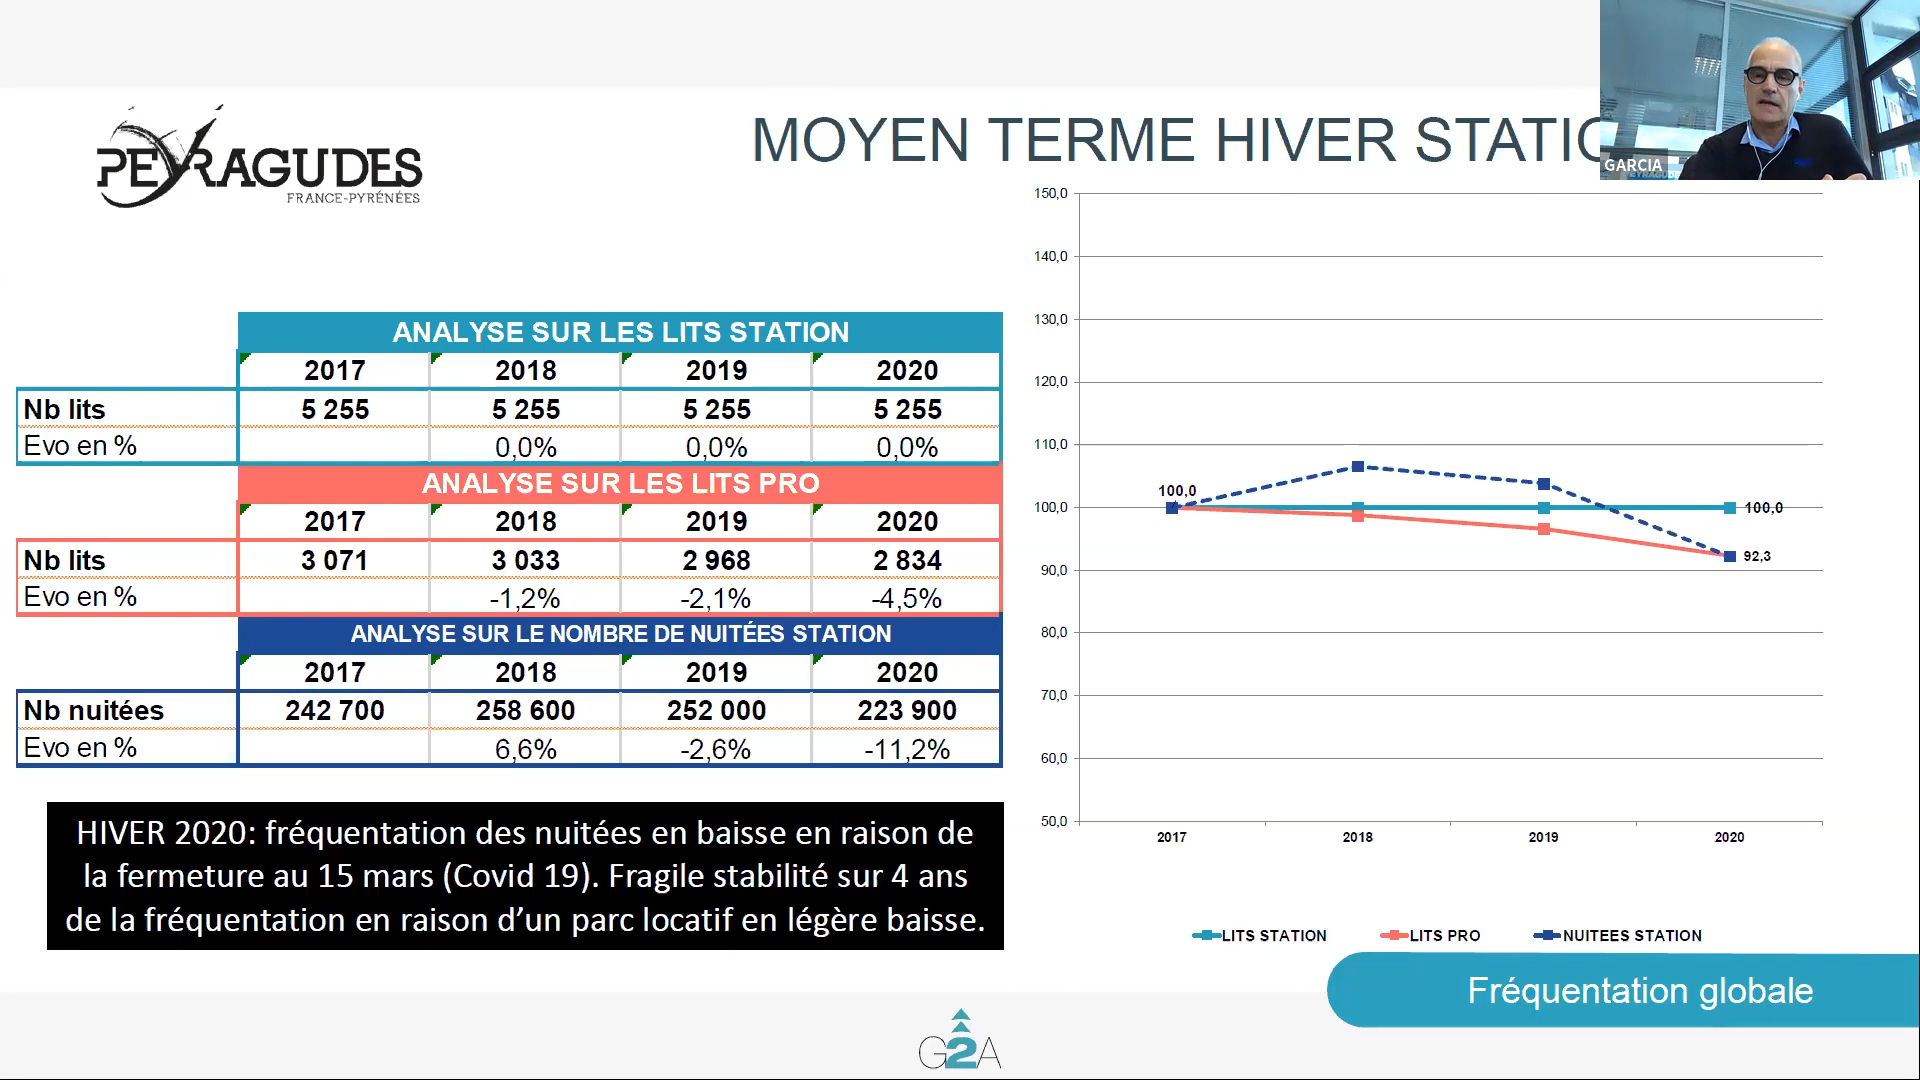 MOYEN TERME HIVER STATIO
GARCIA
PEYRAGUDES
FRANCE-PYRÉNÉES
ANALYSE SUR LES LITS STATION
2017 2018 2019 2020
Nb lits 5 255 5 255 5 255 5 255
Evo en % 0,0% 0,0% 0,0%
ANALYSE SUR LES LITS PRO
2017 2018 2019 2020
Nb lits 3 071 3 033 2 968 2 834
Evo en % -1,2% -2,1% -4,5%
ANALYSE SUR LE NOMBRE DE NUITÉES STATION
2017 2018 2019 2020
Nb nuitées 242 700 258 600 252 000 223 900
Evo en % 6,6% -2,6% -11,2%
HIVER 2020: fréquentation des nuitées en baisse en raison de
la fermeture au 15 mars (Covid 19). Fragile stabilité sur 4 ans
de la fréquentation en raison d’un parc locatif en légère baisse.
150,0
140,0
130,0
120,0
110,0
100,0
90,0
80,0
70,0
60,0
50,0
100,0
100,0
92,3
2017 2018 2019 2020
LITS STATION LITS PRO NUITEES STATION
Fréquentation globale
G2A